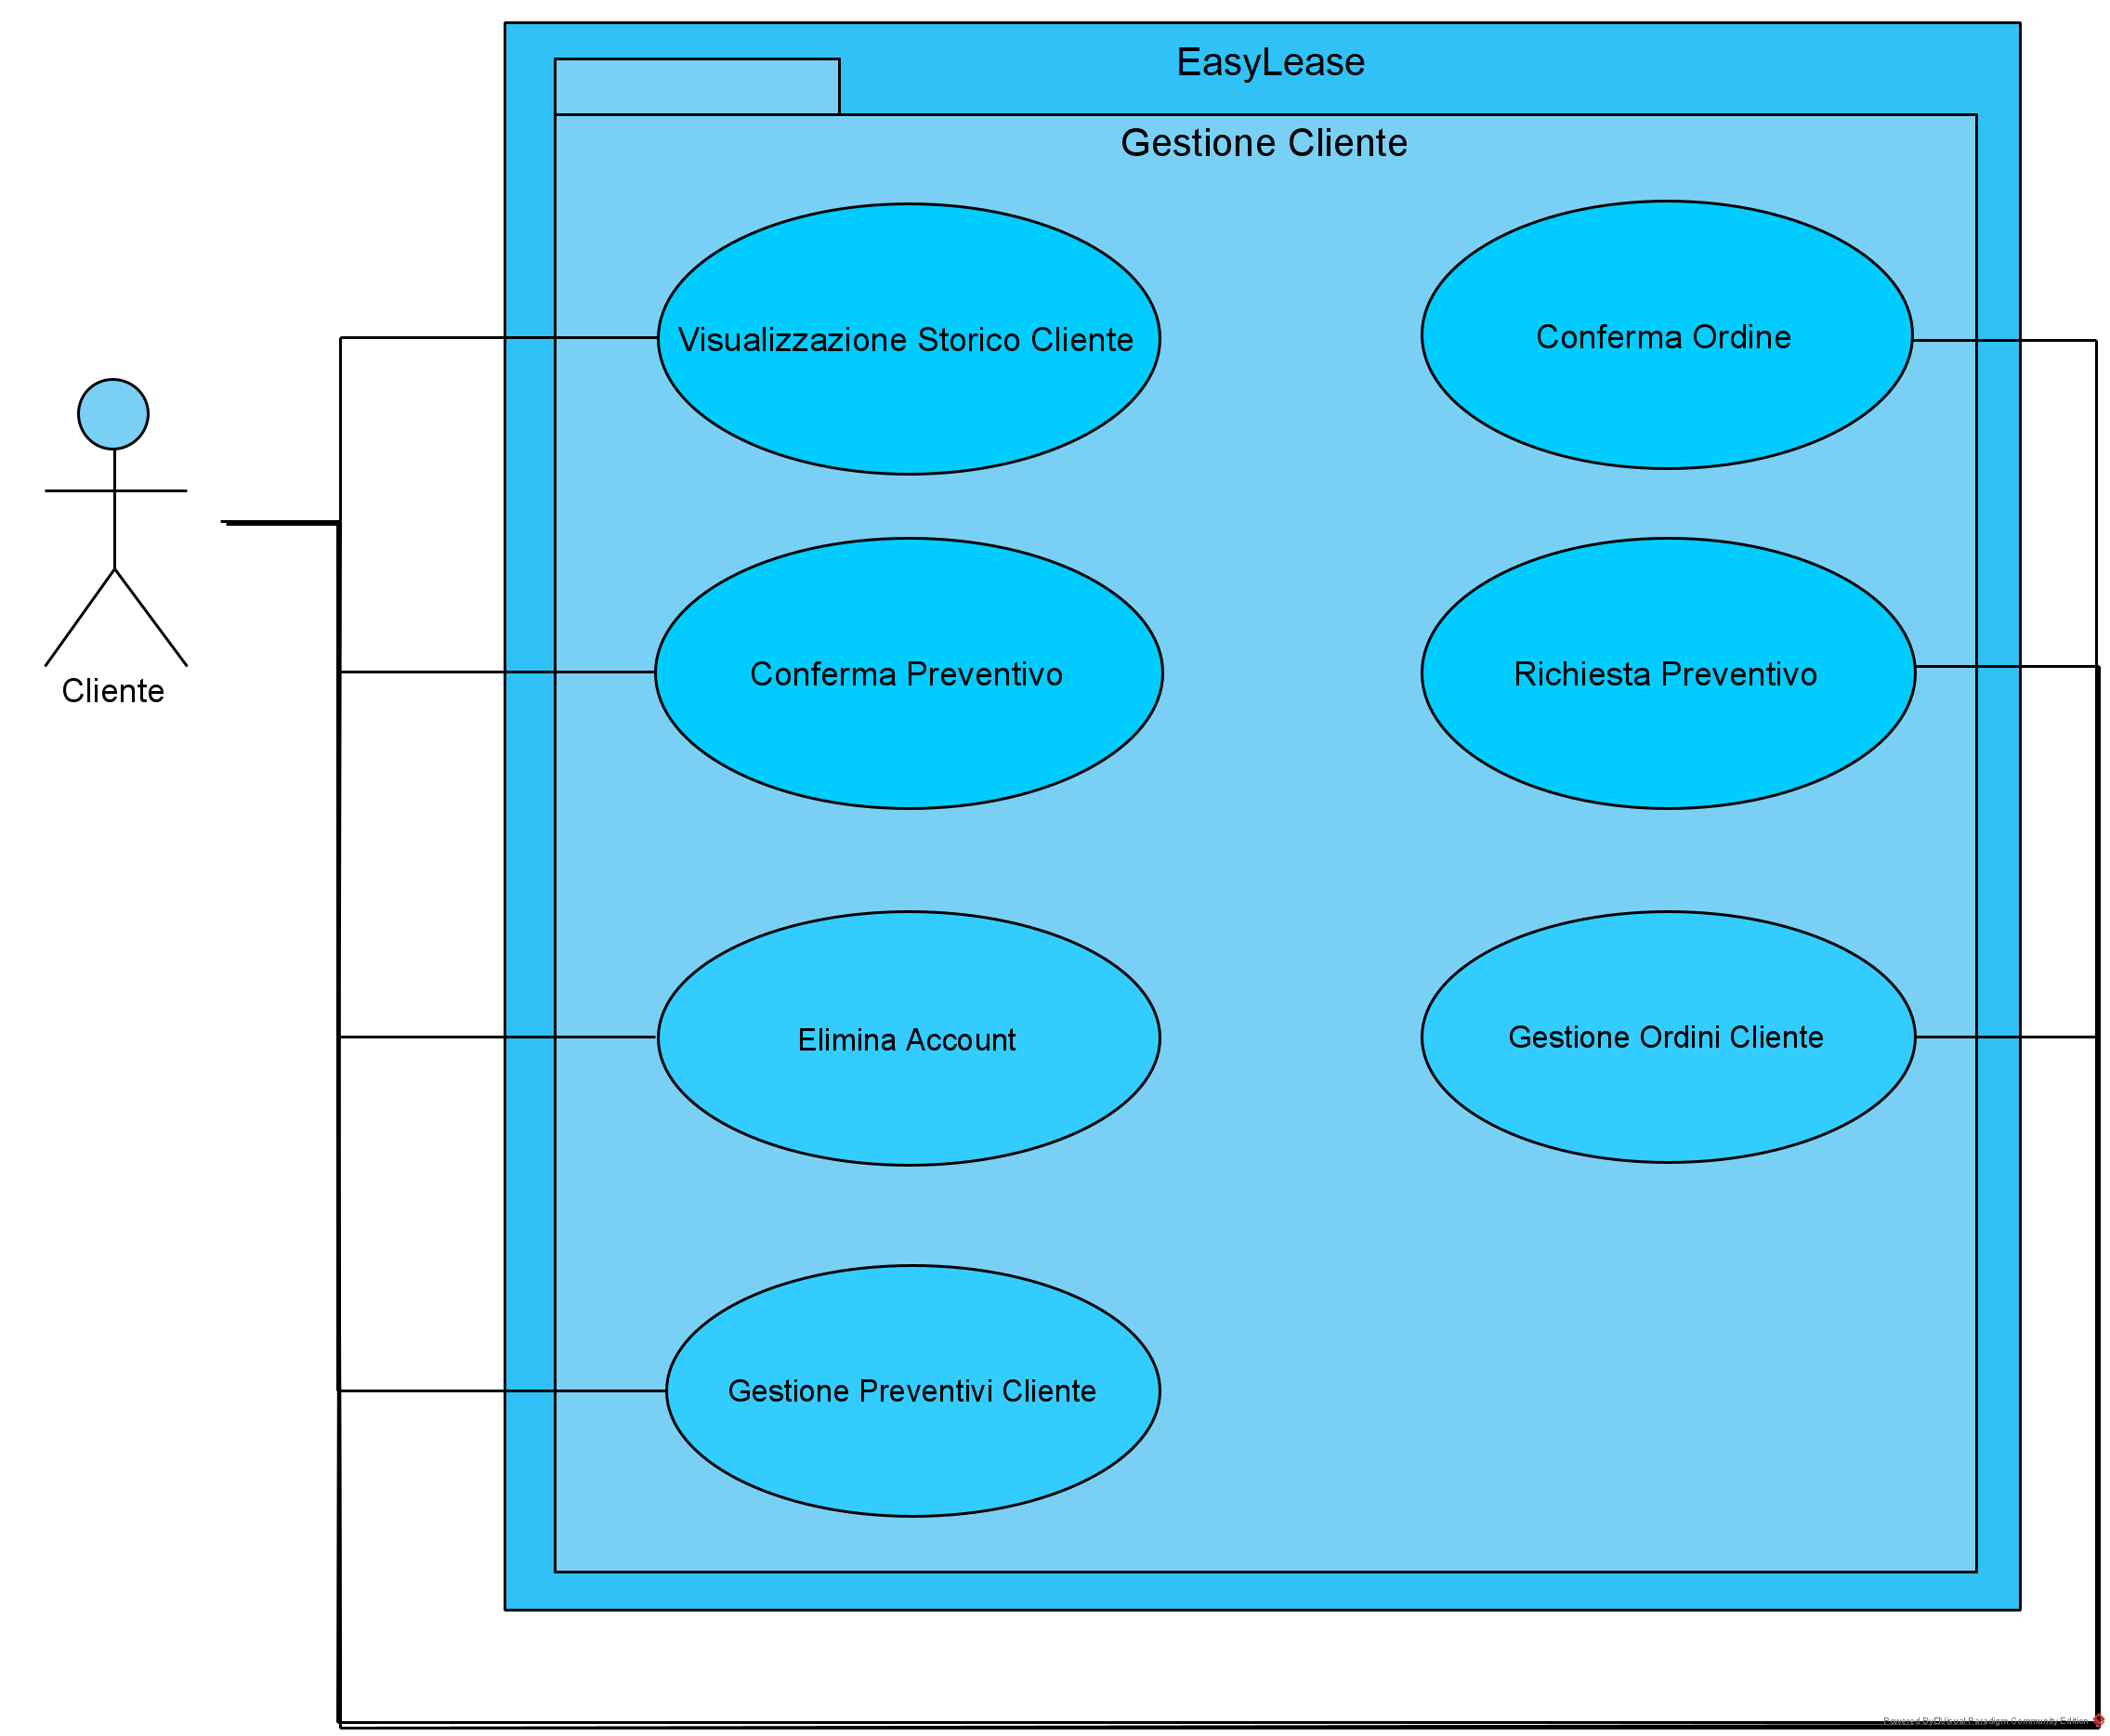 EasyLease
Gestione Cliente
Visualizzazione Storico Cliente
Conferma Ordine
Cliente
Conferma Preventivo
Richiesta Preventivo
Elimina Account
Gestione Ordini Cliente
Gestione Preventivi Cliente
Powered By Visual Paradigm Community Edition